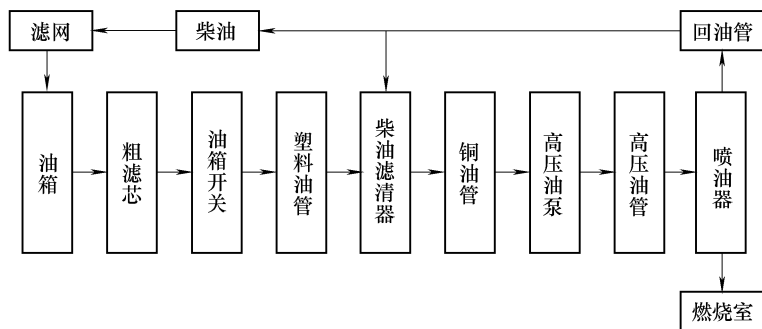 滤网
柴油
回油管
油箱
粗滤芯
油箱开关
塑料油管
柴油滤清器
铜油管
高压油泵
高压油管
喷油器
燃烧室